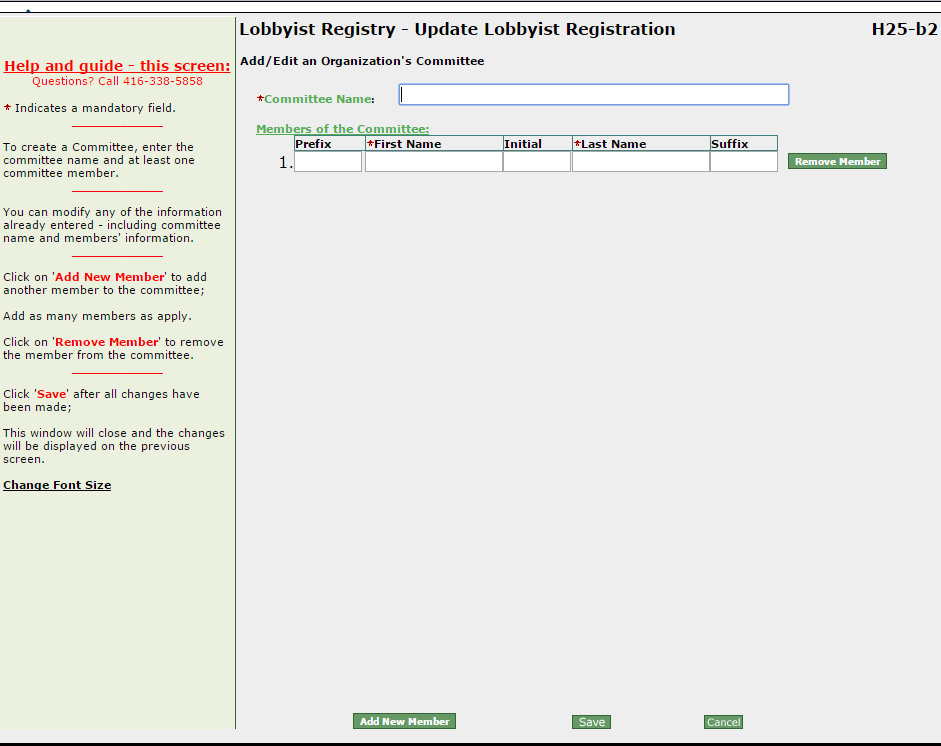 Lobbyist Registry - Update Lobbyist Registration H25-b2
Help and guide - this screen:
Questions? Call 416-338-5858
* Indicates a mandatory field.
To create a Committee, enter the
committee name and at least one
committee member.
You can modify any of the information
already entered - including committee
name and members' information.
Click on 'Add New Member' to add
another member to the committee;
Add as many members as apply.
Click on 'Remove Member' to remove
the member from the committee.
Click 'Save' after all changes have
been made;
This window will close and the changes
will be displayed on the previous
screen.
Change Font Size
Add/Edit an Organization's Committee
*Committee Name:
Members of the Committee:
Prefix *First Name Initial *Last Name Suffix
1. Remove Member
Add New Member Save Cancel